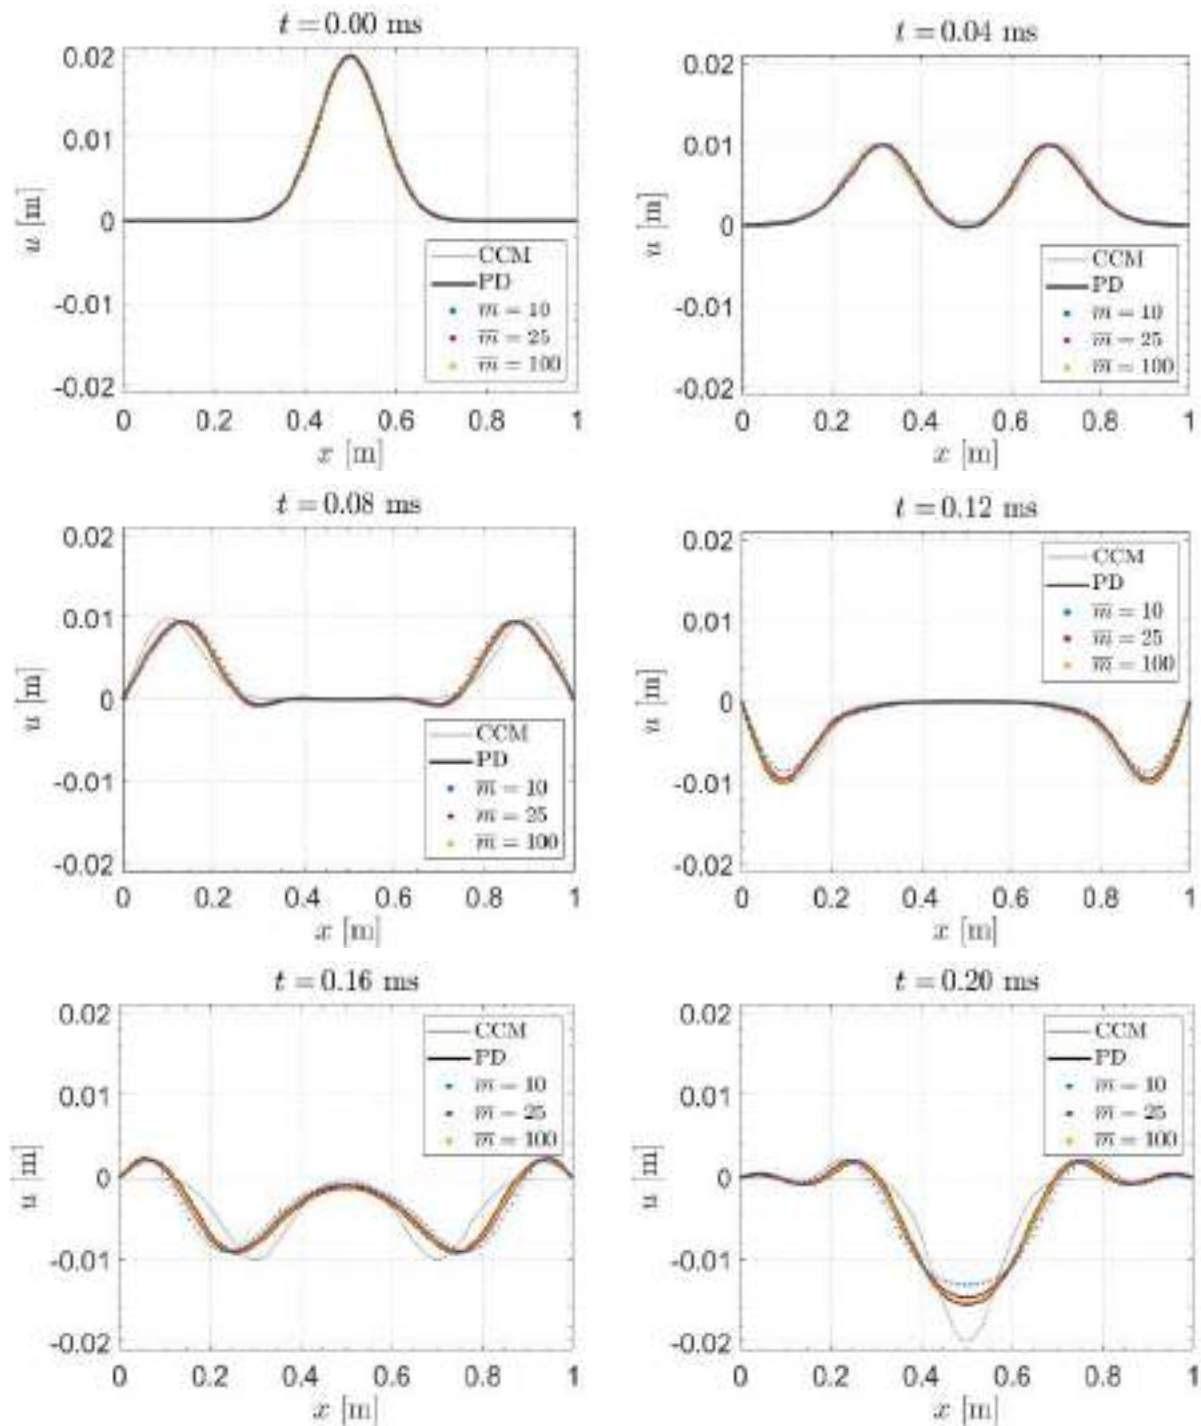 t = 0.00 ms
0.02
0.01
0
-0.01
-0.02
u [m]
CCM
PD
m̅ = 10
m̅ = 25
m̅ = 100
0 0.2 0.4 0.6 0.8 1
x [m]
t = 0.04 ms
0.02
0.01
0
-0.01
-0.02
u [m]
CCM
PD
m̅ = 10
m̅ = 25
m̅ = 100
0 0.2 0.4 0.6 0.8 1
x [m]
t = 0.08 ms
0.02
0.01
0
-0.01
-0.02
u [m]
CCM
PD
m̅ = 10
m̅ = 25
m̅ = 100
0 0.2 0.4 0.6 0.8 1
x [m]
t = 0.12 ms
0.02
0.01
0
-0.01
-0.02
u [m]
CCM
PD
m̅ = 10
m̅ = 25
m̅ = 100
0 0.2 0.4 0.6 0.8 1
x [m]
t = 0.16 ms
0.02
0.01
0
-0.01
-0.02
u [m]
CCM
PD
m̅ = 10
m̅ = 25
m̅ = 100
0 0.2 0.4 0.6 0.8 1
x [m]
t = 0.20 ms
0.02
0.01
0
-0.01
-0.02
u [m]
CCM
PD
m̅ = 10
m̅ = 25
m̅ = 100
0 0.2 0.4 0.6 0.8 1
x [m]